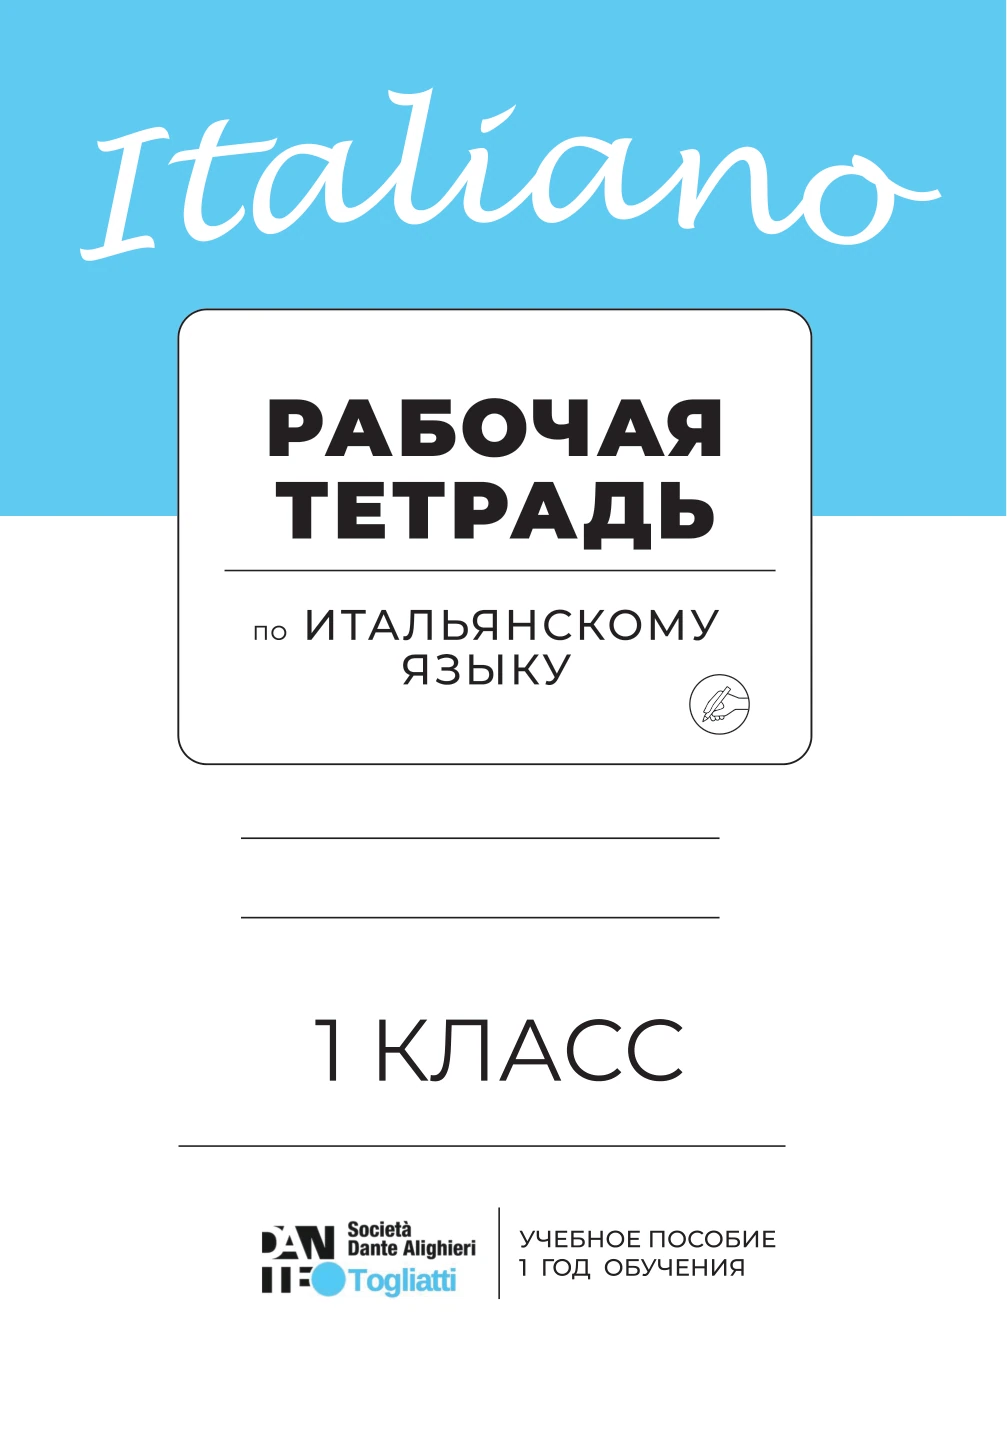 Italiano
РАБОЧАЯ
ТЕТРАДЬ
по ИТАЛЬЯНСКОМУ
ЯЗЫКУ
1 КЛАСС
DAN
TE
Società
Dante Alighieri
Togliatti
УЧЕБНОЕ ПОСОБИЕ
1 ГОД ОБУЧЕНИЯ